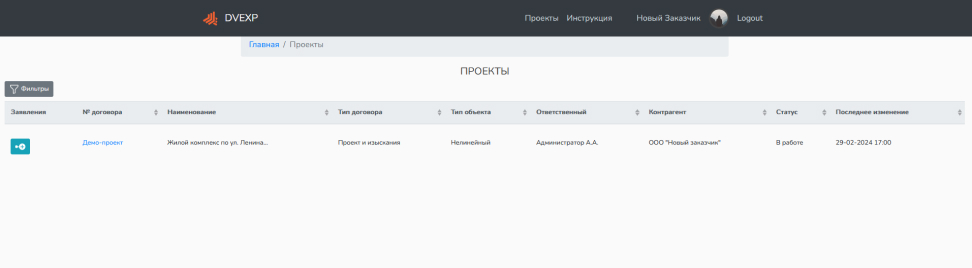 DVEXP Проекты Инструкция Новый Заказчик Logout
Главная / Проекты
ПРОЕКТЫ
Фильтры
Заявления № договора Наименование Тип договора Тип объекта Ответственный Контрагент Статус Последнее изменение
Демо-проект Жилой комплекс по ул. Ленина... Проект и изыскания Нелинейный Администратор А.А. ООО "Новый заказчик" В работе 29-02-2024 17:00